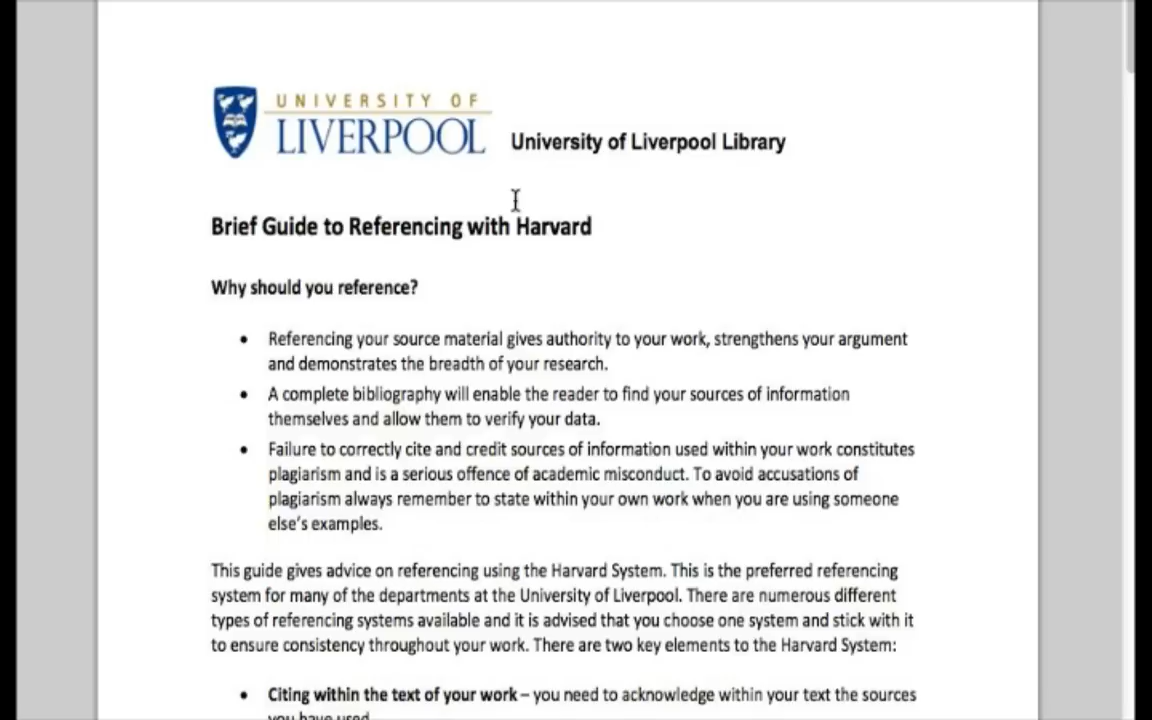 UNIVERSITY OF
LIVERPOOL
University of Liverpool Library
Brief Guide to Referencing with Harvard
Why should you reference?
• Referencing your source material gives authority to your work, strengthens your argument
and demonstrates the breadth of your research.
• A complete bibliography will enable the reader to find your sources of information
themselves and allow them to verify your data.
• Failure to correctly cite and credit sources of information used within your work constitutes
plagiarism and is a serious offence of academic misconduct. To avoid accusations of
plagiarism always remember to state within your own work when you are using someone
else's examples.
This guide gives advice on referencing using the Harvard System. This is the preferred referencing
system for many of the departments at the University of Liverpool. There are numerous different
types of referencing systems available and it is advised that you choose one system and stick with it
to ensure consistency throughout your work. There are two key elements to the Harvard System:
• Citing within the text of your work – you need to acknowledge within your text the sources
you have used